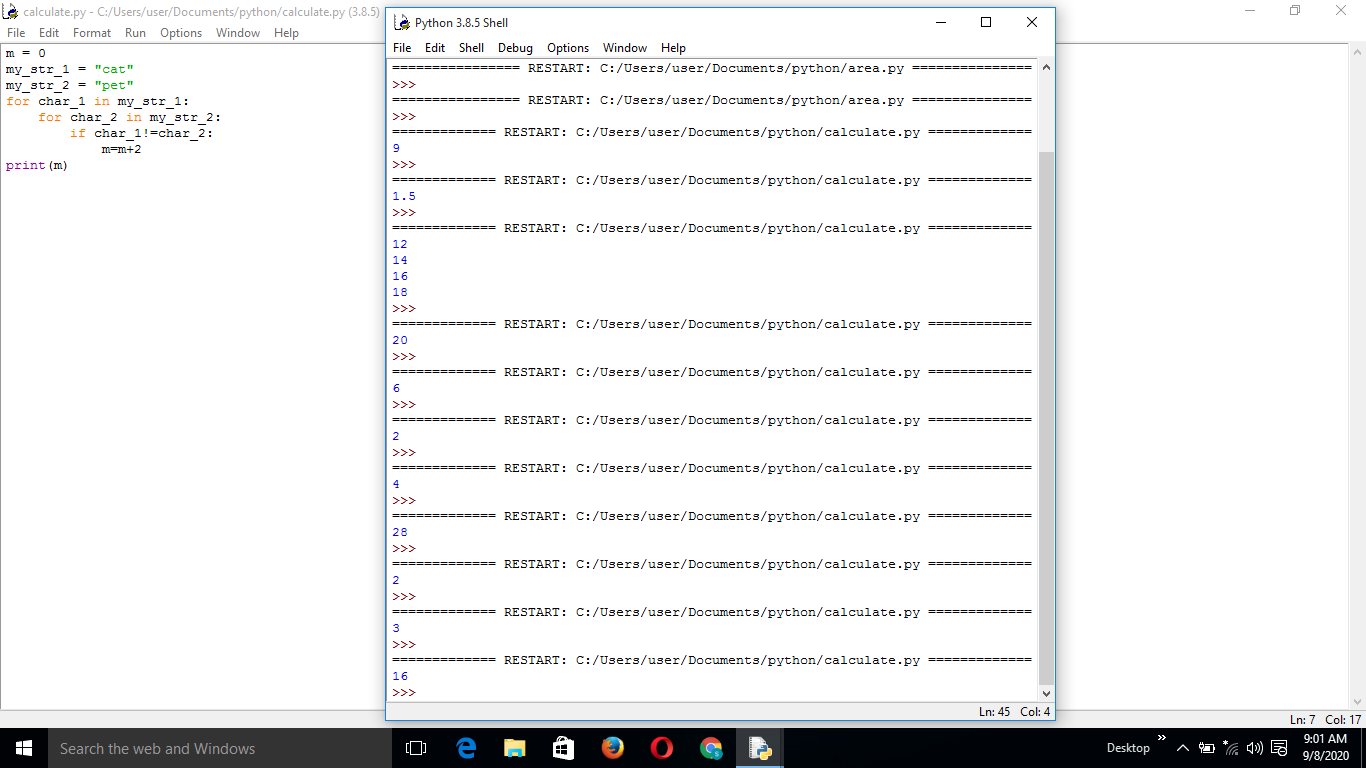 calculate.py - C:/Users/user/Documents/python/calculate.py (3.8.5)
File Edit Format Run Options Window Help
m = 0
my_str_1 = "cat"
my_str_2 = "pet"
for char_1 in my_str_1:
    for char_2 in my_str_2:
        if char_1!=char_2:
            m=m+2
print(m)
Python 3.8.5 Shell
File Edit Shell Debug Options Window Help
================ RESTART: C:/Users/user/Documents/python/area.py ===============
>>>
================ RESTART: C:/Users/user/Documents/python/area.py ===============
>>>
============= RESTART: C:/Users/user/Documents/python/calculate.py =============
9
>>>
============= RESTART: C:/Users/user/Documents/python/calculate.py =============
1.5
>>>
============= RESTART: C:/Users/user/Documents/python/calculate.py =============
12
14
16
18
>>>
============= RESTART: C:/Users/user/Documents/python/calculate.py =============
20
>>>
============= RESTART: C:/Users/user/Documents/python/calculate.py =============
6
>>>
============= RESTART: C:/Users/user/Documents/python/calculate.py =============
2
>>>
============= RESTART: C:/Users/user/Documents/python/calculate.py =============
4
>>>
============= RESTART: C:/Users/user/Documents/python/calculate.py =============
28
>>>
============= RESTART: C:/Users/user/Documents/python/calculate.py =============
2
>>>
============= RESTART: C:/Users/user/Documents/python/calculate.py =============
3
>>>
============= RESTART: C:/Users/user/Documents/python/calculate.py =============
16
>>>
Ln: 45 Col: 4
Ln: 7 Col: 17
Search the web and Windows
Desktop
9:01 AM
9/8/2020